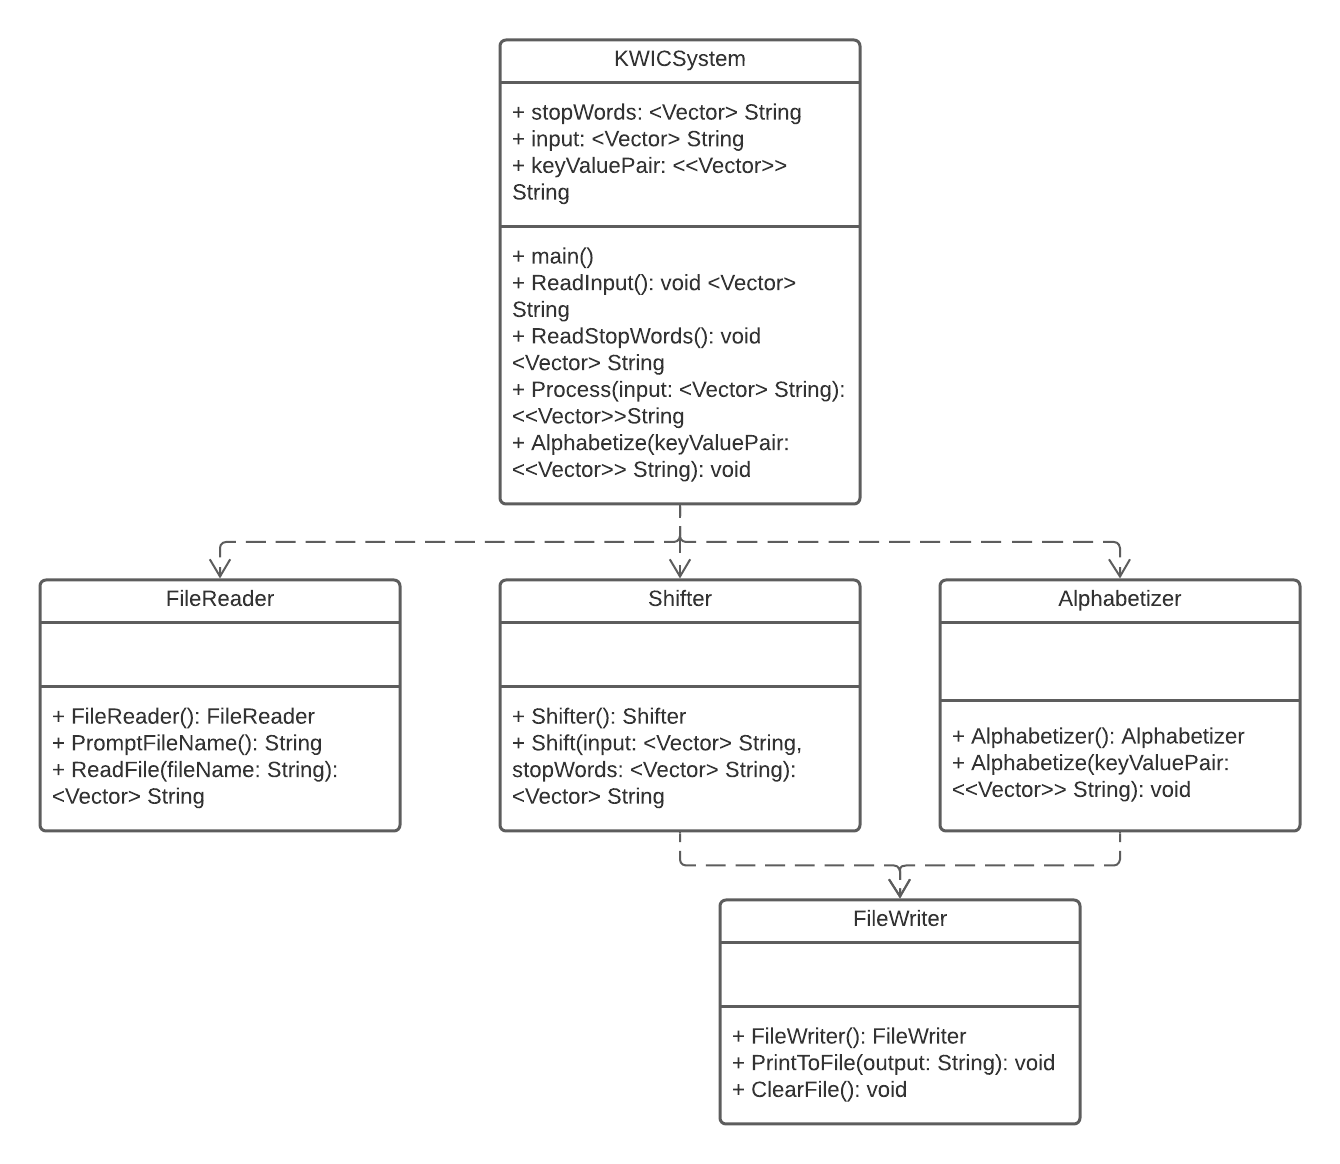 KWICSystem
+ stopWords: <Vector> String
+ input: <Vector> String
+ keyValuePair: <<Vector>>
String
+ main()
+ ReadInput(): void <Vector>
String
+ ReadStopWords(): void
<Vector> String
+ Process(input: <Vector> String):
<<Vector>>String
+ Alphabetize(keyValuePair:
<<Vector>> String): void
FileReader
+ FileReader(): FileReader
+ PromptFileName(): String
+ ReadFile(fileName: String):
<Vector> String
Shifter
+ Shifter(): Shifter
+ Shift(input: <Vector> String,
stopWords: <Vector> String):
<Vector> String
Alphabetizer
+ Alphabetizer(): Alphabetizer
+ Alphabetize(keyValuePair:
<<Vector>> String): void
FileWriter
+ FileWriter(): FileWriter
+ PrintToFile(output: String): void
+ ClearFile(): void